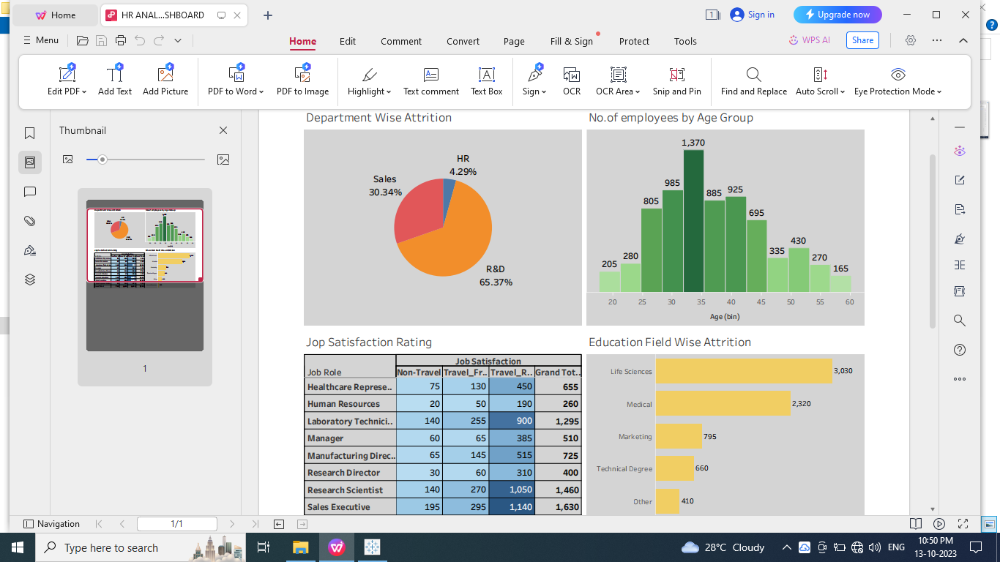 Home
HR ANAL...SHBOARD
1
Sign in
Upgrade now
Menu
Home
Edit
Comment
Convert
Page
Fill & Sign
Protect
Tools
WPS AI
Share
Edit PDF
Add Text
Add Picture
PDF to Word
PDF to Image
Highlight
Text comment
Text Box
Sign
OCR
OCR Area
Snip and Pin
Find and Replace
Auto Scroll
Eye Protection Mode
Thumbnail
1
Department Wise Attrition
HR
4.29%
Sales
30.34%
R&D
65.37%
No.of employees by Age Group
205 280 805 985 1,370 885 925 695 335 430 270 165
20 25 30 35 40 45 50 55 60
Age (bin)
Jop Satisfaction Rating
Job Satisfaction
Job Role Non-Travel Travel_Fr.. Travel_R.. Grand Tot..
Healthcare Represe.. 75 130 450 655
Human Resources 20 50 190 260
Laboratory Technici.. 140 255 900 1,295
Manager 60 65 385 510
Manufacturing Direc.. 65 145 515 725
Research Director 30 60 310 400
Research Scientist 140 270 1,050 1,460
Sales Executive 195 295 1,140 1,630
Education Field Wise Attrition
Life Sciences 3,030
Medical 2,320
Marketing 795
Technical Degree 660
Other 410
Navigation
1/1
Type here to search
28°C Cloudy
ENG
10:50 PM
13-10-2023